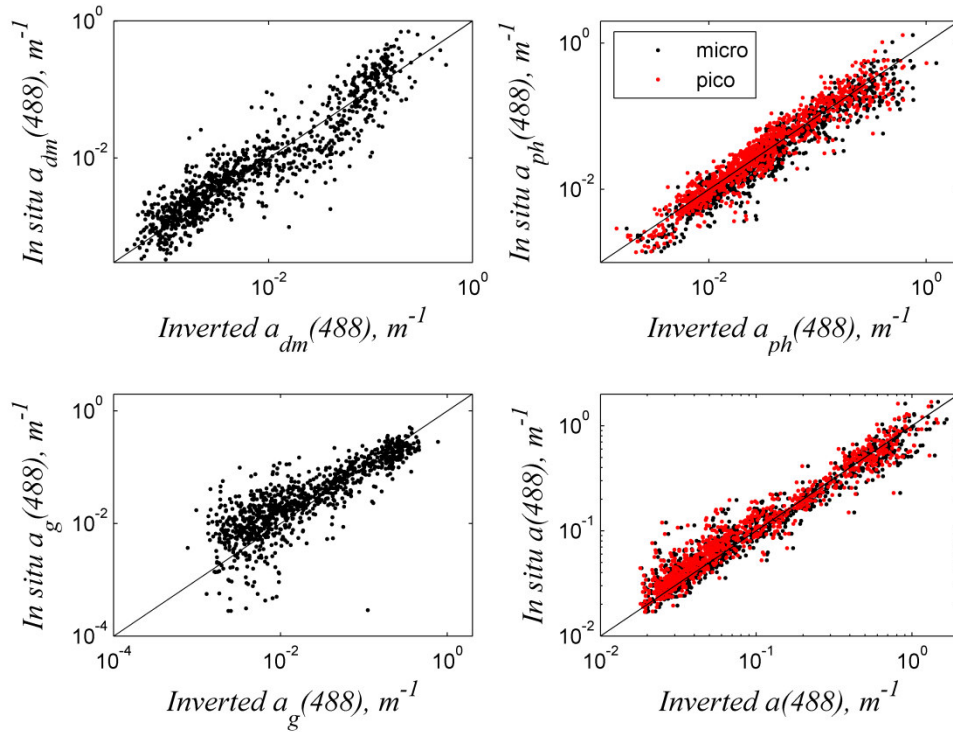 In situ a_dm(488), m^-1
10^0
10^-2
10^-2
10^0
Inverted a_dm(488), m^-1
In situ a_ph(488), m^-1
10^0
10^-2
micro
pico
10^-2
10^0
Inverted a_ph(488), m^-1
In situ a_g(488), m^-1
10^0
10^-2
10^-4
10^-4
10^-2
10^0
Inverted a_g(488), m^-1
In situ a(488), m^-1
10^0
10^-1
10^-2
10^-2
10^-1
10^0
Inverted a(488), m^-1